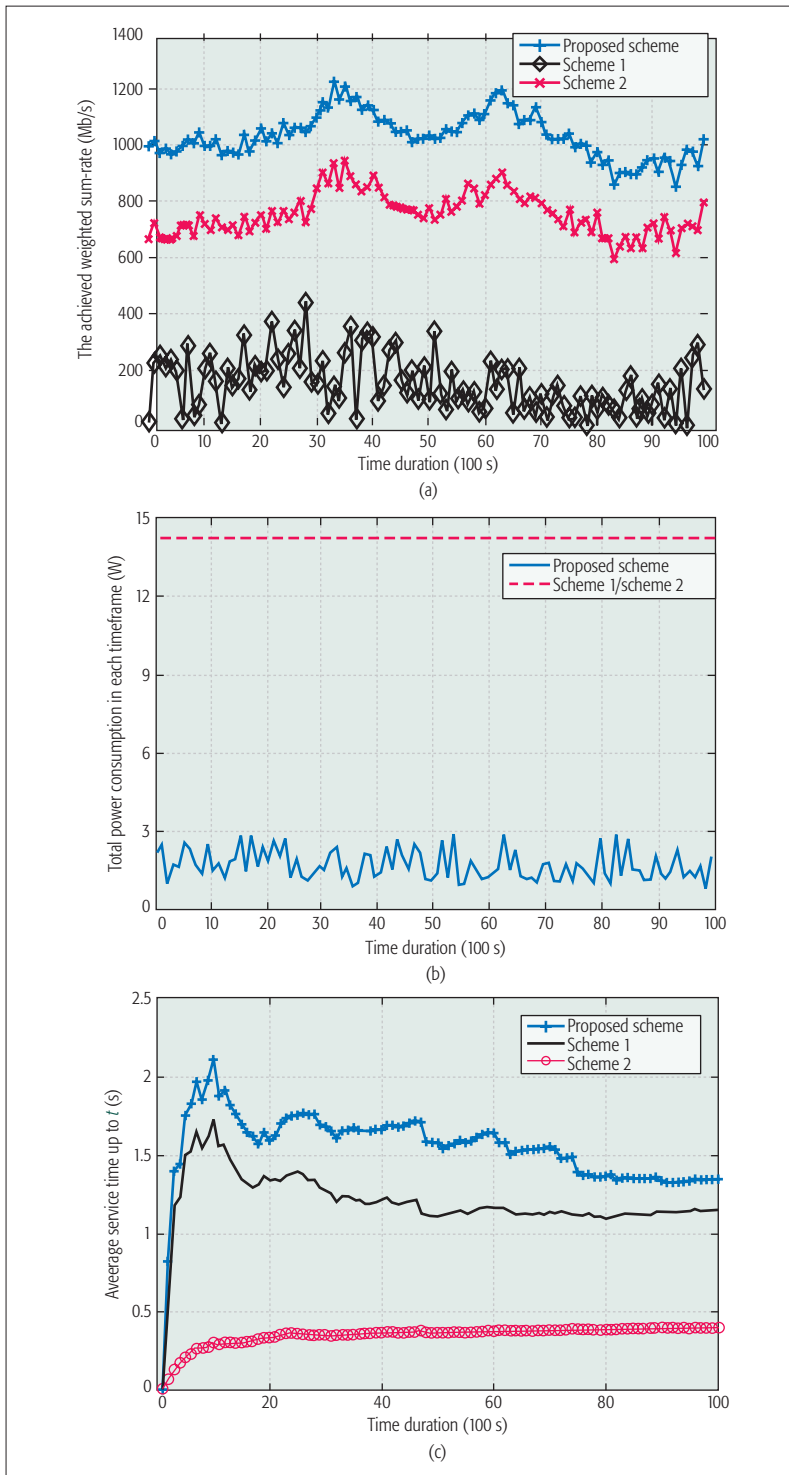 1400
1200
1000
800
600
400
200
0
The achieved weighted sum-rate (Mb/s)
Proposed scheme
Scheme 1
Scheme 2
0 10 20 30 40 50 60 70 80 90 100
Time duration (100 s)
(a)
15
12
9
6
3
0
Total power consumption in each timeframe (W)
Proposed scheme
Scheme 1/scheme 2
0 10 20 30 40 50 60 70 80 90 100
Time duration (100 s)
(b)
2.5
2
1.5
1
0.5
0
Aveerage service time up to t (s)
Proposed scheme
Scheme 1
Scheme 2
20 40 60 80 100
Time duration (100 s)
(c)